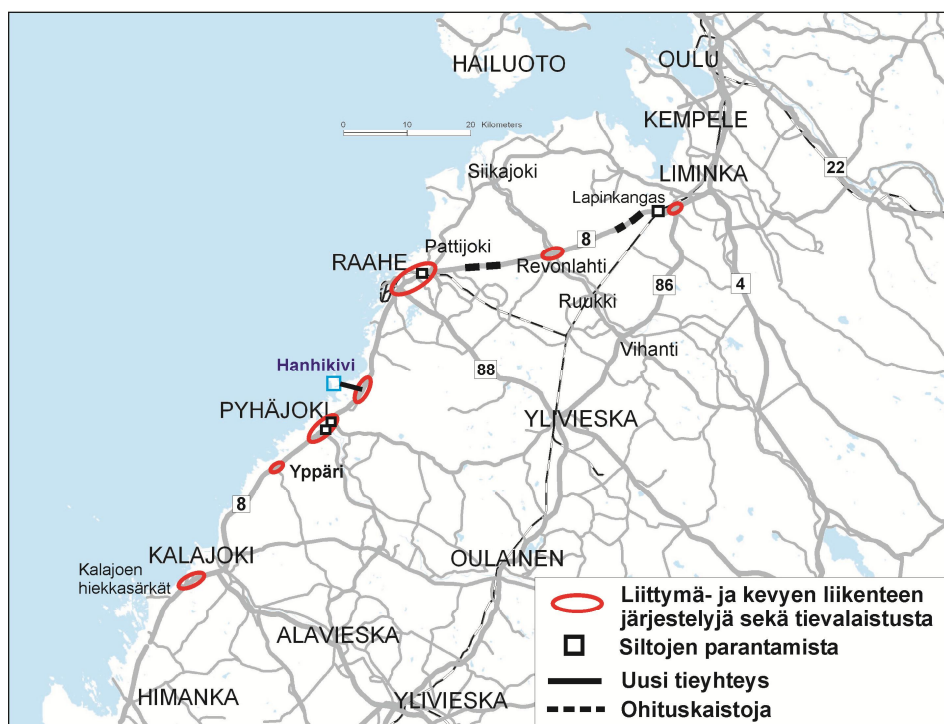 HAILUOTO
OULU
0 10 20 Kilometers
KEMPELE
22
Siikajoki
LIMINKA
Lapinkangas
Pattijoki
8
RAAHE
Revonlahti
86
4
Ruukki
Vihanti
Hanhikivi
88
PYHÄJOKI
YLIVIESKA
Yppäri
8
KALAJOKI
OULAINEN
Kalajoen
hiekkasärkät
ALAVIESKA
HIMANKA
YLIVIESKA
Liittymä- ja kevyen liikenteen
järjestelyjä sekä tievalaistusta
Siltojen parantamista
Uusi tieyhteys
Ohituskaistoja